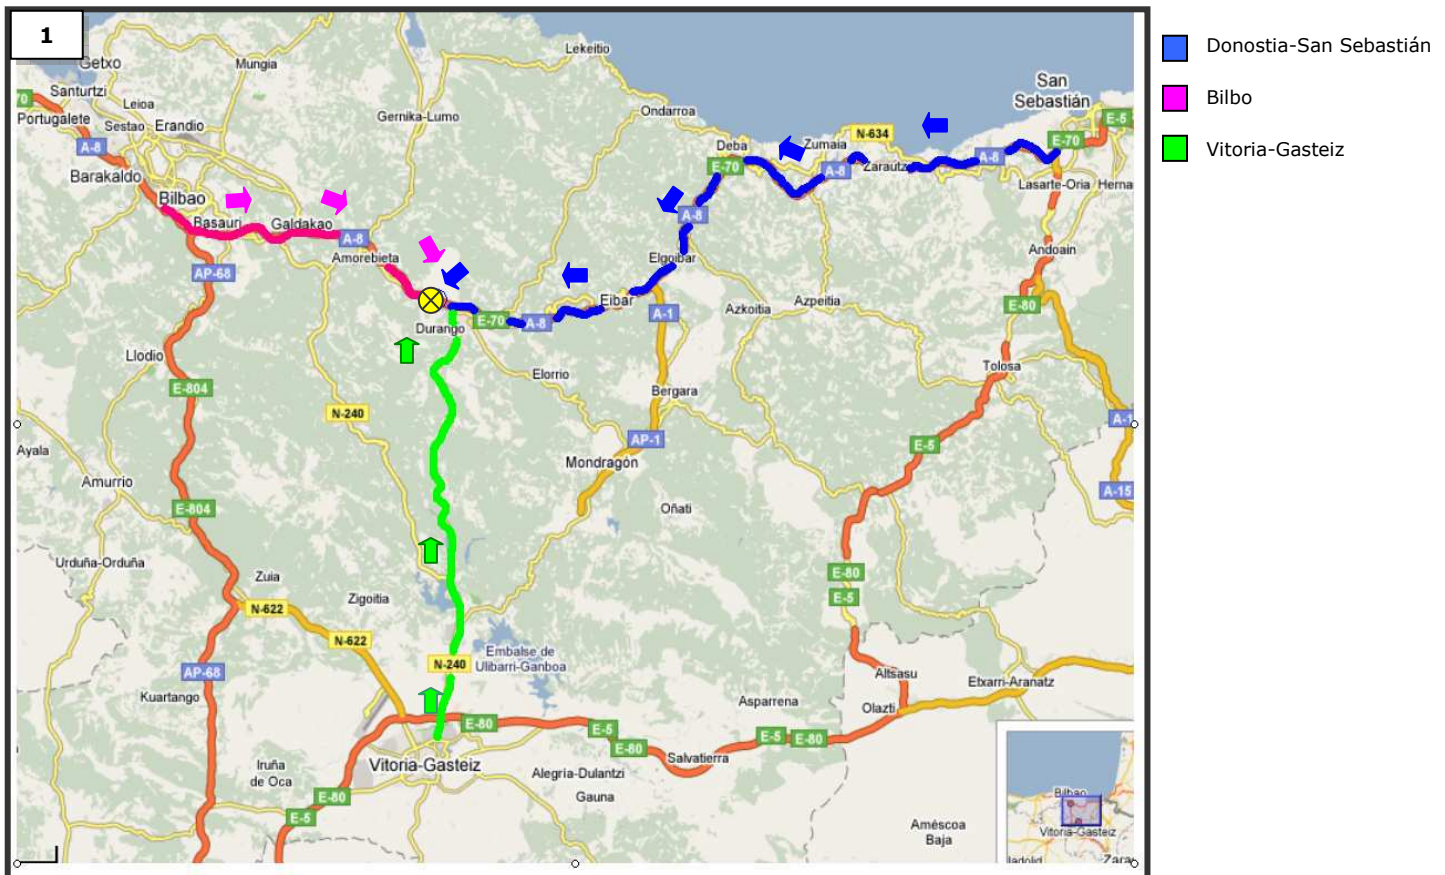 1
Donostia-San Sebastián
Bilbo
Vitoria-Gasteiz
Getxo
Mungia
Lekeitio
Santurtzi
Leioa
Portugalete
Sestao
Erandio
Gernika-Lumo
Ondarroa
San
Sebastián
E-5
A-8
Barakaldo
Deba
Zumaia
N-634
E-70
E-70
A-8
Zarautz
A-8
Lasarte-Oria
Herna
Bilbao
Basauri
Galdakao
A-8
A-8
Amorebieta
Elgoibar
Andoain
AP-68
Eibar
Azkoitia
Azpeitia
E-80
A-1
Durango
E-70
A-8
Llodio
Elorrio
Tolosa
E-804
Bergara
N-240
A-1
AP-1
E-5
Ayala
Mondragón
Amurrio
A-15
E-804
Oñati
Urduña-Orduña
Zuia
E-80
Zigoitia
E-5
N-622
N-622
Embalse de
Ulibarri-Ganboa
N-240
AP-68
Kuartango
Altsasu
Etxarri-Aranatz
Asparrena
Olazti
E-80
E-5
E-80
E-5
E-80
Salvatierra
Iruña
de Oca
Vitoria-Gasteiz
Alegría-Dulantzi
Gauna
E-80
E-5
Améscoa
Baja
Bilbao
Vitoria-Gasteiz
ladolid
Zara